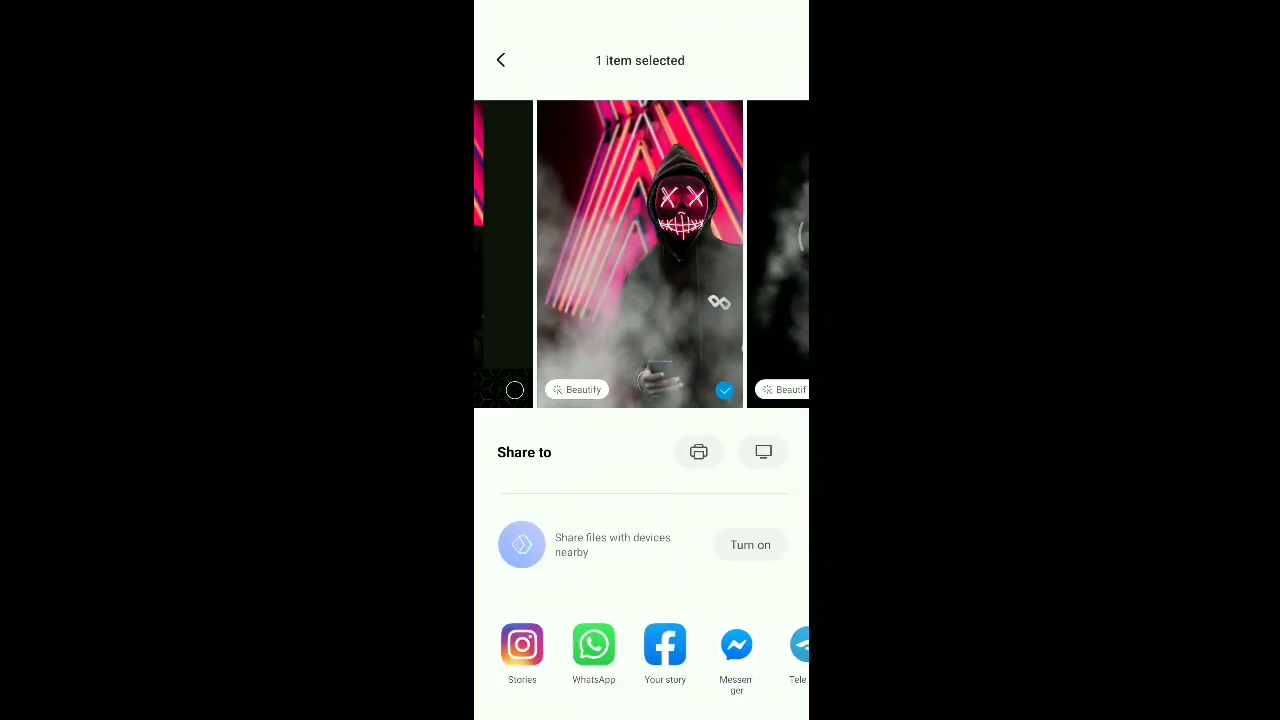 1 item selected
Beautify
Beautif
Share to
Share files with devices
nearby
Turn on
Stories
WhatsApp
Your story
Messen
ger
Tele